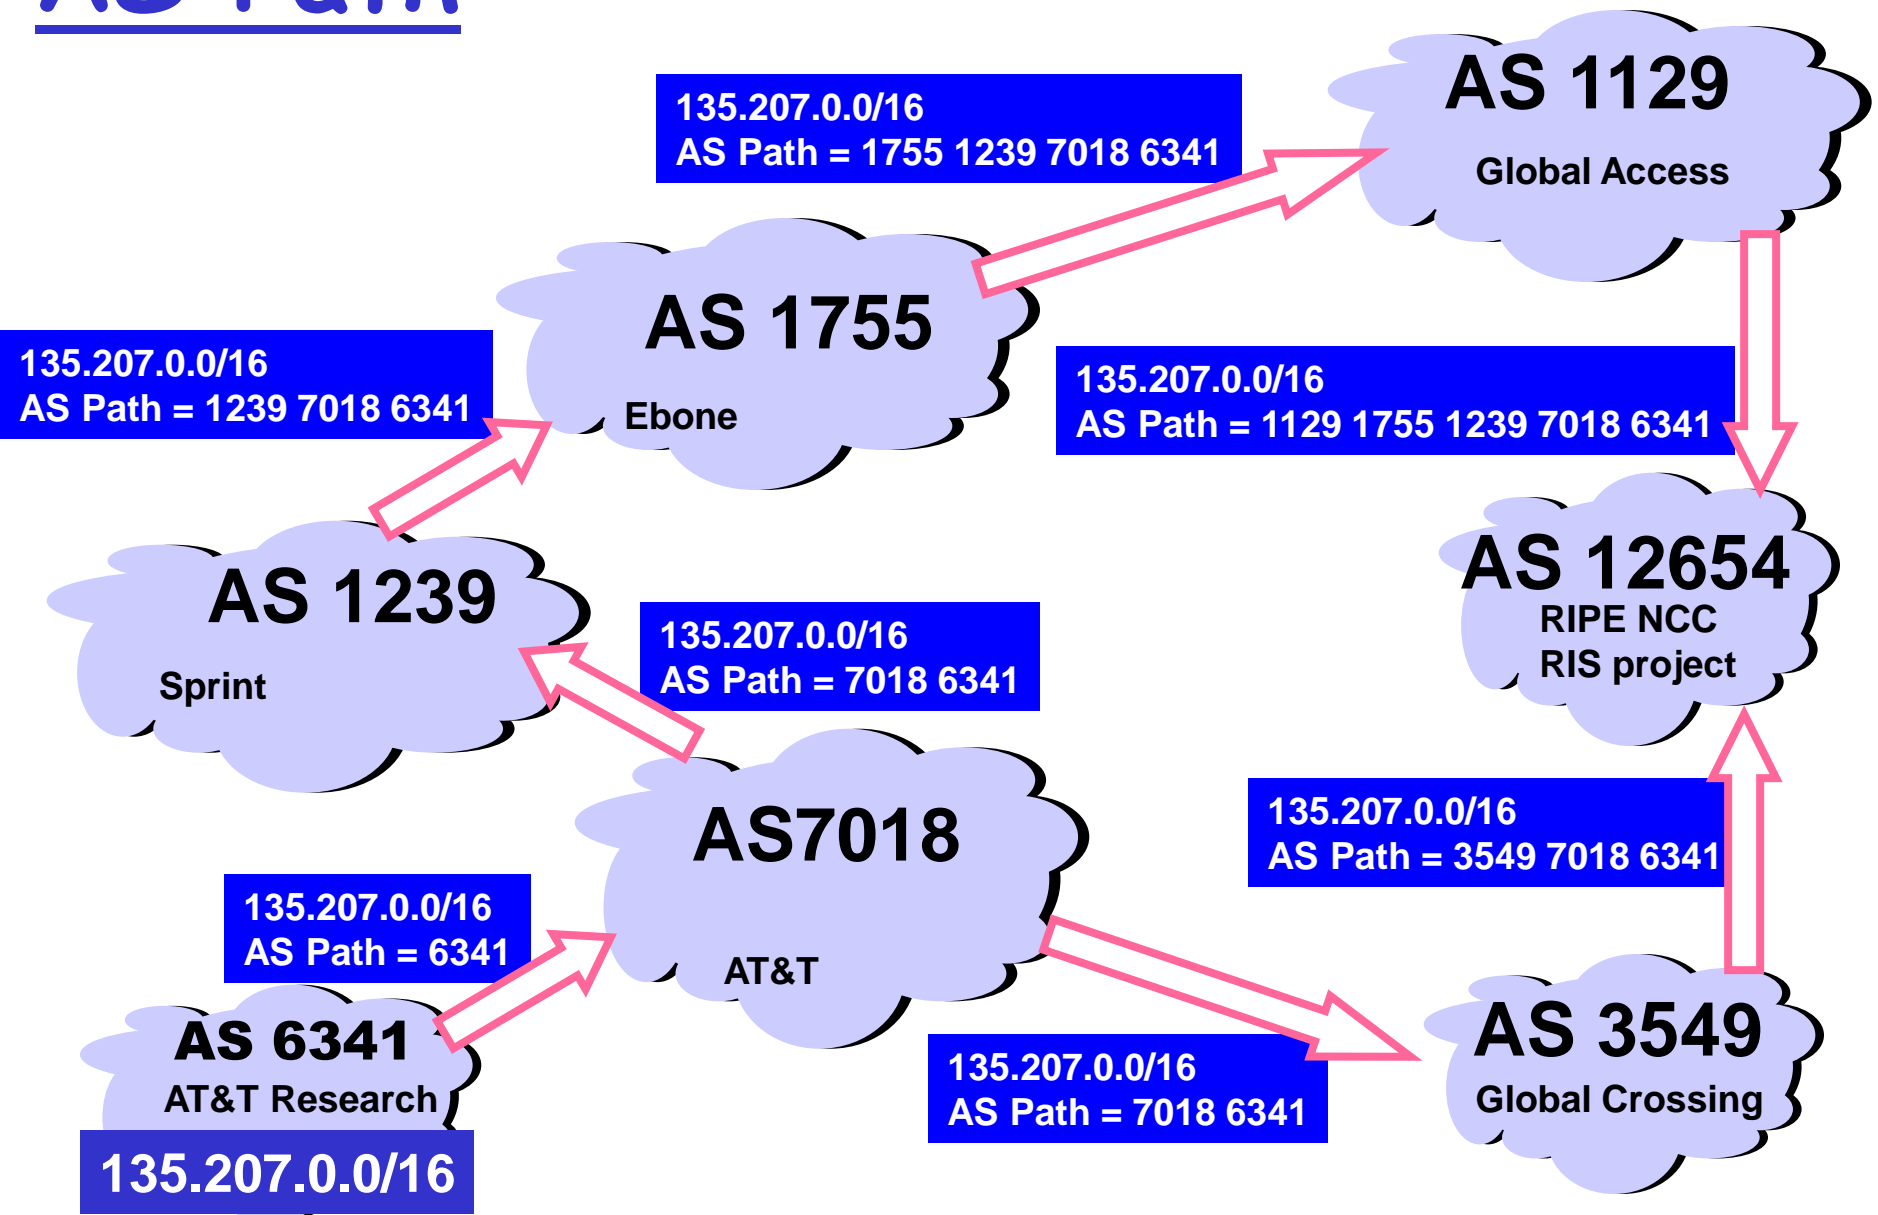 AS Path
AS 1129
Global Access
135.207.0.0/16
AS Path = 1755 1239 7018 6341
AS 1755
Ebone
135.207.0.0/16
AS Path = 1239 7018 6341
135.207.0.0/16
AS Path = 1129 1755 1239 7018 6341
AS 12654
RIPE NCC
RIS project
AS 1239
Sprint
135.207.0.0/16
AS Path = 7018 6341
AS7018
AT&T
135.207.0.0/16
AS Path = 3549 7018 6341
135.207.0.0/16
AS Path = 6341
AS 6341
AT&T Research
135.207.0.0/16
135.207.0.0/16
AS Path = 7018 6341
AS 3549
Global Crossing